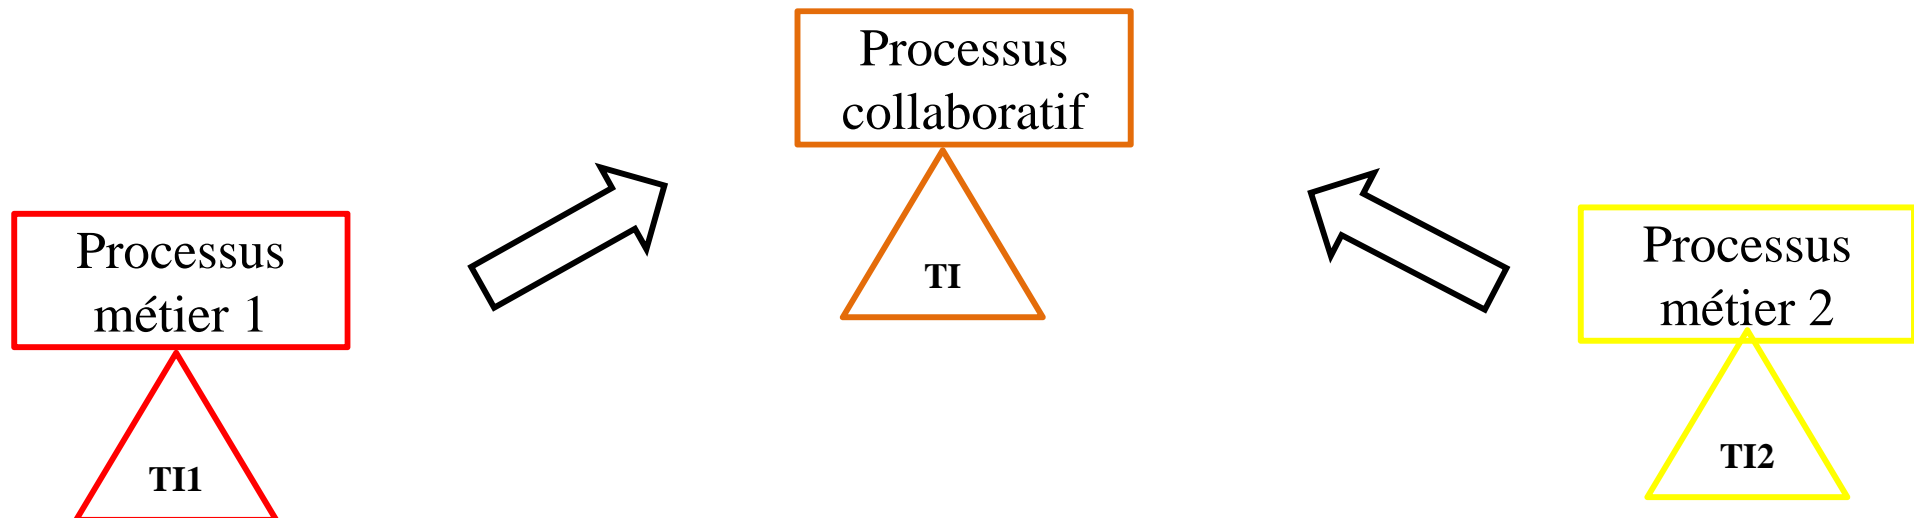 Processus
collaboratif
TI
Processus
métier 1
TI1
Processus
métier 2
TI2